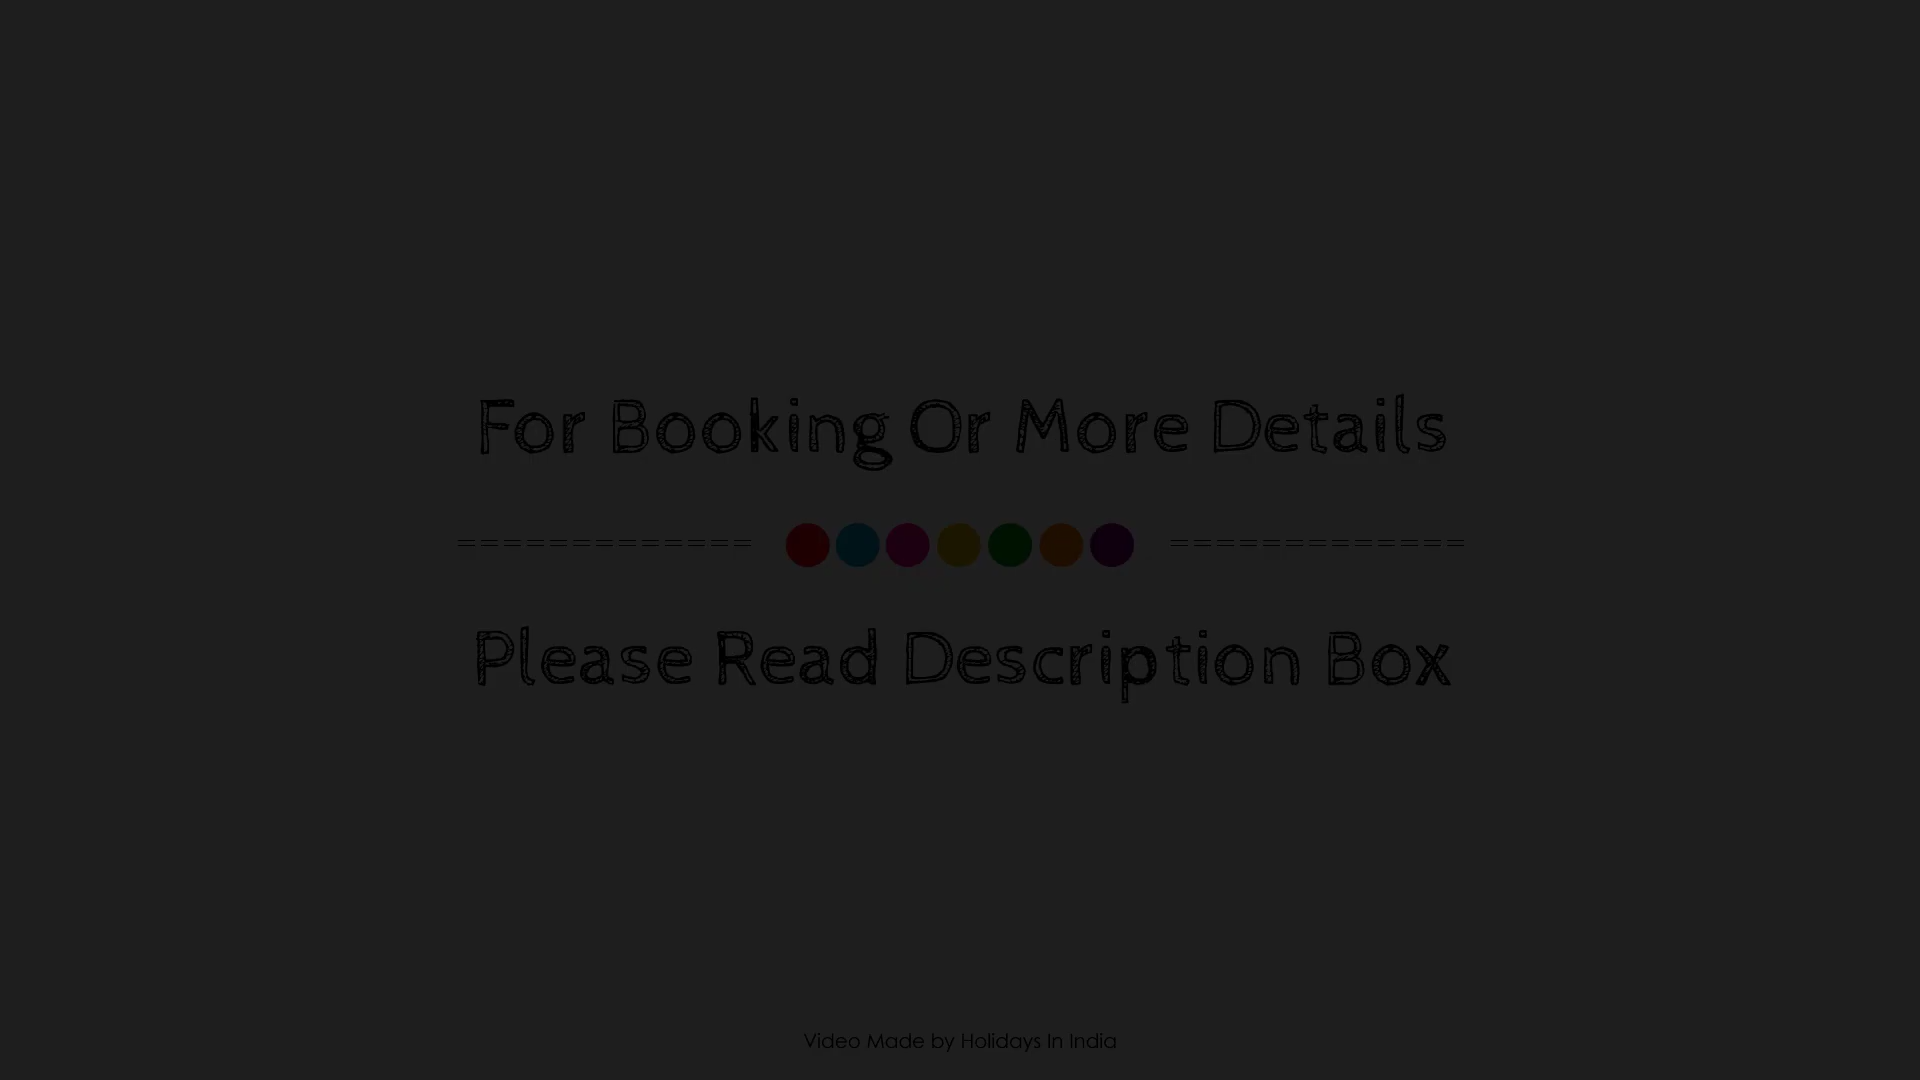 For Booking Or More Details
============= =============
Please Read Description Box
Video Made by Holidays In India